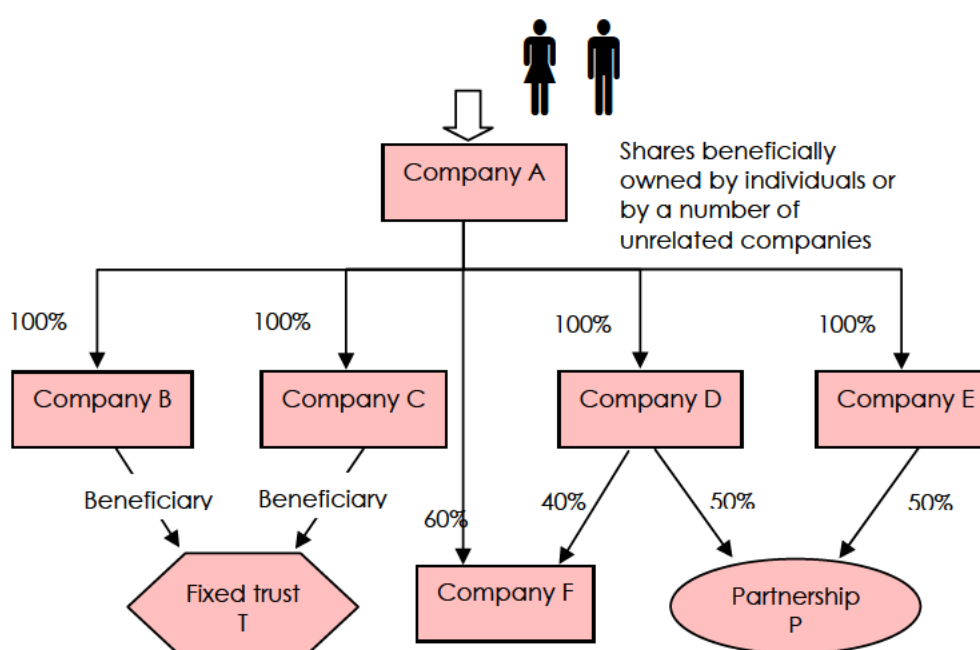 Company A
Shares beneficially
owned by individuals or
by a number of
unrelated companies
100%
100%
100%
100%
Company B
Company C
Company D
Company E
Beneficiary
Beneficiary
60%
40%
50%
50%
Fixed trust
T
Company F
Partnership
P